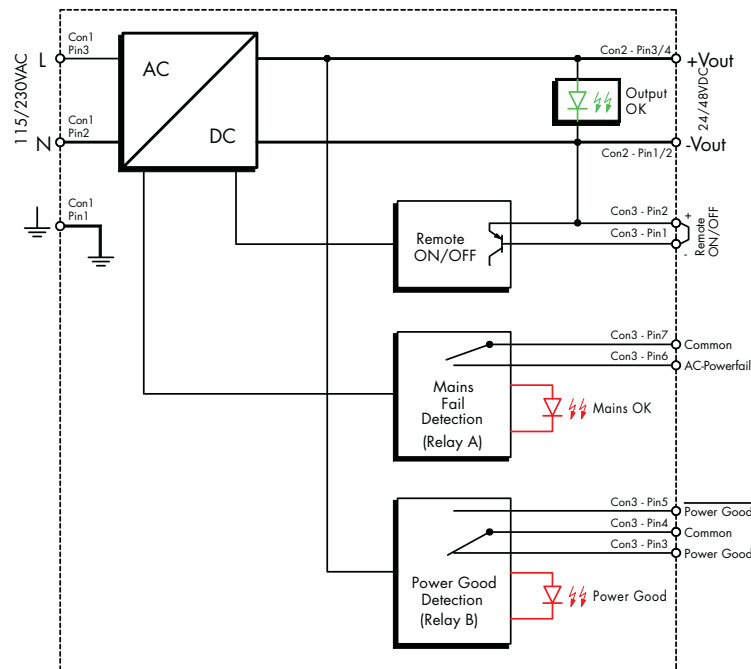 115/230VAC
L
Con1
Pin3
N
Con1
Pin2
Con1
Pin1
AC
DC
Con2 - Pin3/4
+Vout
24/48VDC
Output
OK
Con2 - Pin1/2
-Vout
Remote
ON/OFF
Con3 - Pin2
Con3 - Pin1
+
-
Remote
ON/OFF
Con3 - Pin7
Common
Con3 - Pin6
AC-Powerfail
Mains
Fail
Detection
(Relay A)
Mains OK
Con3 - Pin5
Power Good
Con3 - Pin4
Common
Con3 - Pin3
Power Good
Power Good
Detection
(Relay B)
Power Good